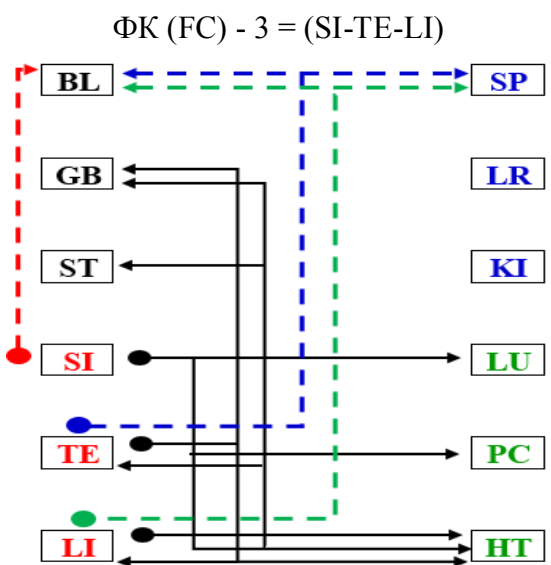 ФК (FC) - 3 = (SI-TE-LI)
BL SP
GB LR
ST KI
SI LU
TE PC
LI HT